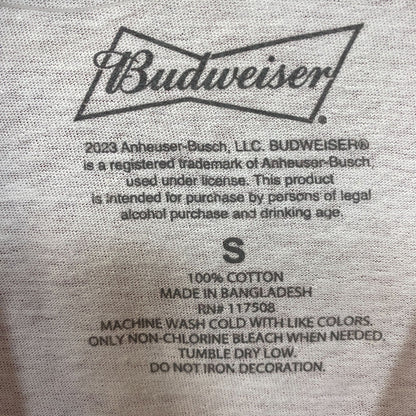 Budweiser
2023 Anheuser-Busch, LLC. BUDWEISER®
is a registered trademark of Anheuser-Busch,
used under license. This product
is intended for purchase by persons of legal
alcohol purchase and drinking age.
S
100% COTTON
MADE IN BANGLADESH
RN# 117508
MACHINE WASH COLD WITH LIKE COLORS.
ONLY NON-CHLORINE BLEACH WHEN NEEDED.
TUMBLE DRY LOW.
DO NOT IRON DECORATION.